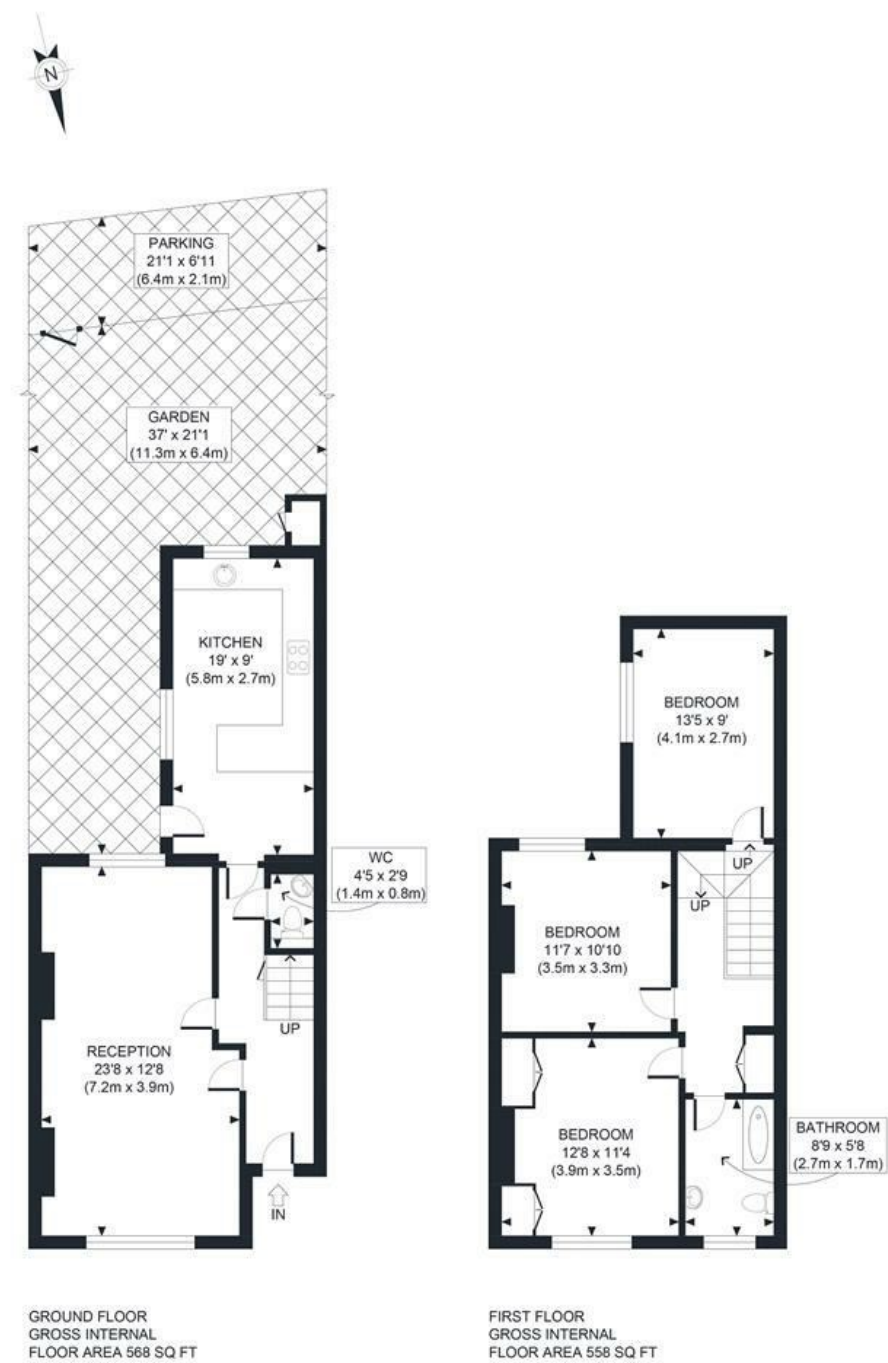 N
PARKING
21'1 x 6'11
(6.4m x 2.1m)
GARDEN
37' x 21'1
(11.3m x 6.4m)
KITCHEN
19' x 9'
(5.8m x 2.7m)
WC
4'5 x 2'9
(1.4m x 0.8m)
UP
RECEPTION
23'8 x 12'8
(7.2m x 3.9m)
IN
GROUND FLOOR
GROSS INTERNAL
FLOOR AREA 568 SQ FT
BEDROOM
13'5 x 9'
(4.1m x 2.7m)
UP
UP
BEDROOM
11'7 x 10'10
(3.5m x 3.3m)
BEDROOM
12'8 x 11'4
(3.9m x 3.5m)
BATHROOM
8'9 x 5'8
(2.7m x 1.7m)
FIRST FLOOR
GROSS INTERNAL
FLOOR AREA 558 SQ FT